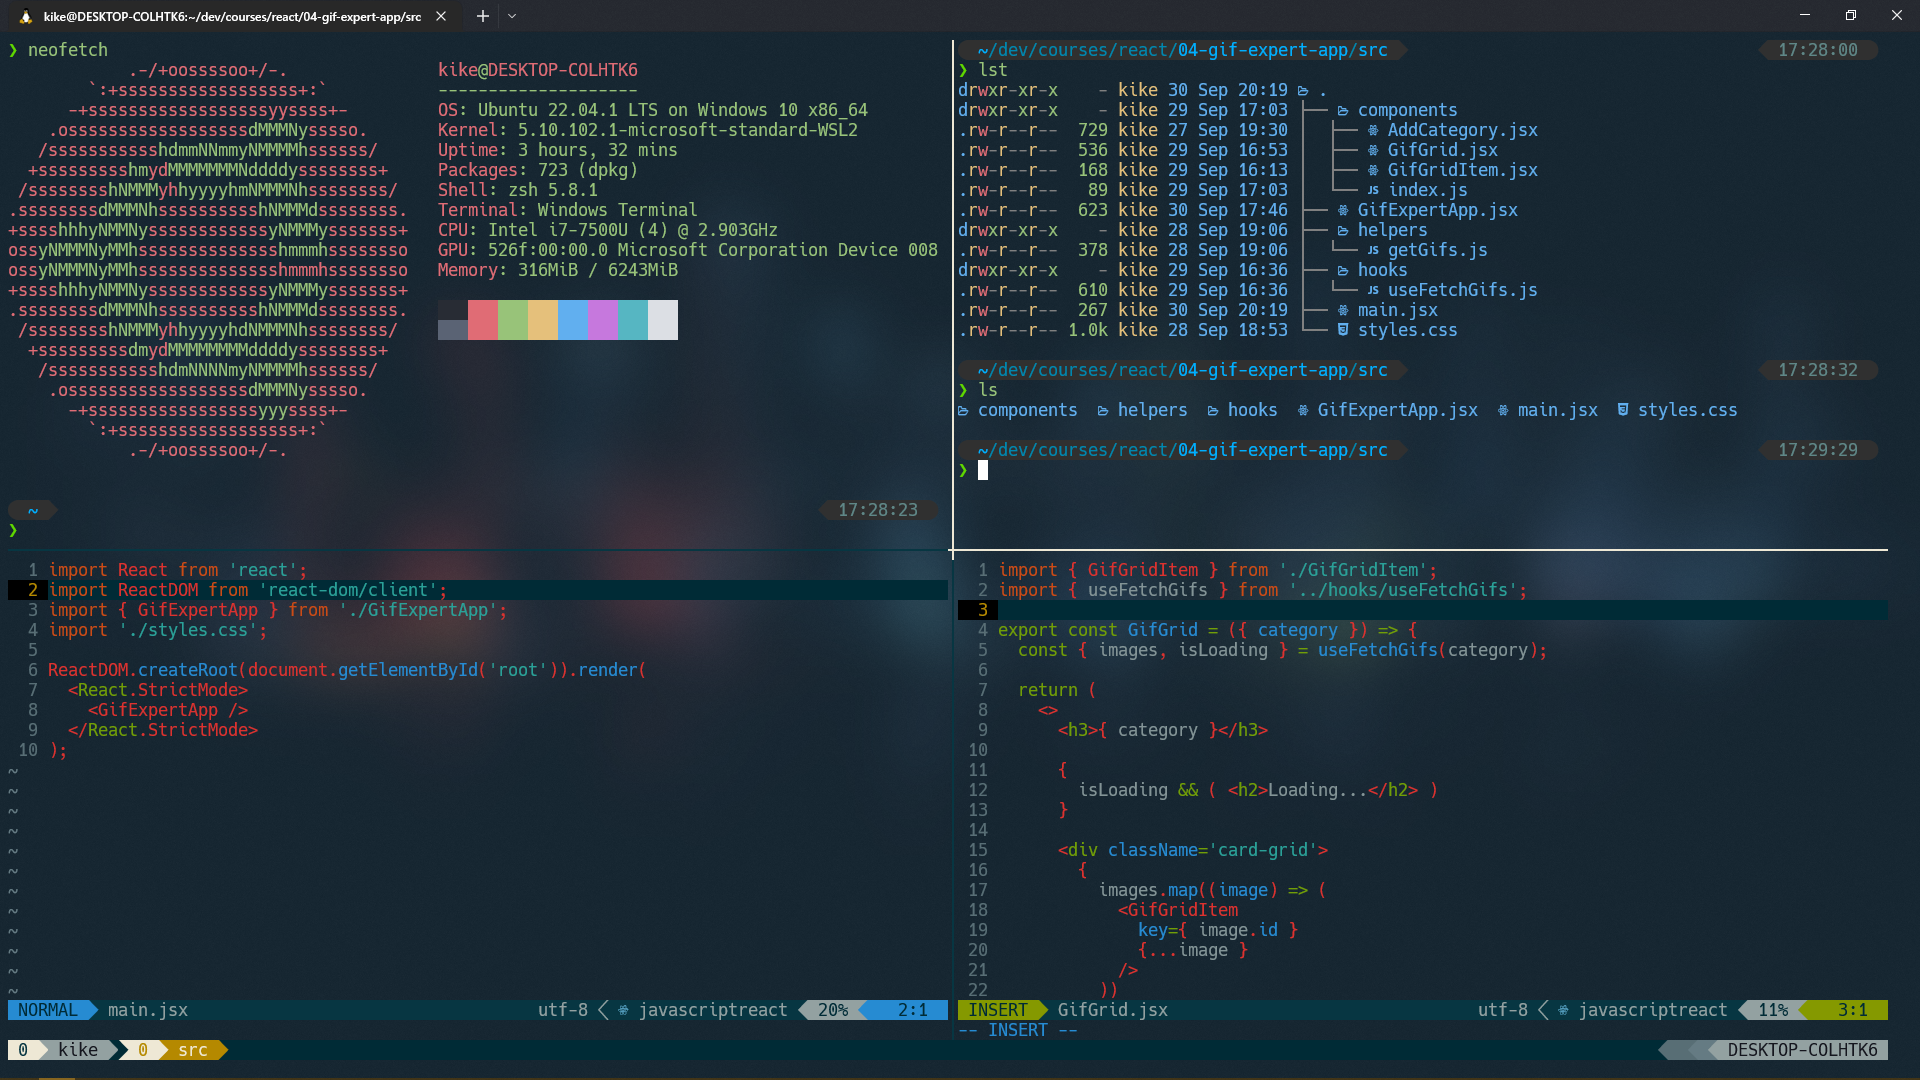 kike@DESKTOP-COLHTK6:~/dev/courses/react/04-gif-expert-app/src
❯ neofetch
.-/+oossssoo+/-.
`:+ssssssssssssssssss+:`
-+ssssssssssssssssssyyssss+-
.ossssssssssssssssssdMMMNysssso.
/ssssssssssshdmmNNmmyNMMMMhssssss/
+ssssssssshmydMMMMMMMNddddyssssssss+
/sssssssshNMMMyhhyyyyhmNMMMNhssssssss/
.ssssssssdMMMNhsssssssssshNMMMdssssssss.
+sssshhhyNMMNyssssssssssssyNMMMysssssss+
ossyNMMMNyMMhsssssssssssssshmmmhssssssso
ossyNMMMNyMMhsssssssssssssshmmmhssssssso
+sssshhhyNMMNyssssssssssssyNMMMysssssss+
.ssssssssdMMMNhsssssssssshNMMMdssssssss.
/sssssssshNMMMyhhyyyyhdNMMMNhssssssss/
+sssssssssdmydMMMMMMMMddddyssssssss+
/ssssssssssshdmNNNNmyNMMMMhssssss/
.ossssssssssssssssssdMMMNysssso.
-+sssssssssssssssssyyyssss+-
`:+ssssssssssssssssss+:`
.-/+oossssoo+/-.
kike@DESKTOP-COLHTK6
--------------------
OS: Ubuntu 22.04.1 LTS on Windows 10 x86_64
Kernel: 5.10.102.1-microsoft-standard-WSL2
Uptime: 3 hours, 32 mins
Packages: 723 (dpkg)
Shell: zsh 5.8.1
Terminal: Windows Terminal
CPU: Intel i7-7500U (4) @ 2.903GHz
GPU: 526f:00:00.0 Microsoft Corporation Device 008
Memory: 316MiB / 6243MiB
~ 17:28:23
❯
~/dev/courses/react/04-gif-expert-app/src 17:28:00
❯ lst
drwxr-xr-x    - kike 30 Sep 20:19 .
drwxr-xr-x    - kike 29 Sep 17:03 ├── components
.rw-r--r--  729 kike 27 Sep 19:30 │  ├── AddCategory.jsx
.rw-r--r--  536 kike 29 Sep 16:53 │  ├── GifGrid.jsx
.rw-r--r--  168 kike 29 Sep 16:13 │  ├── GifGridItem.jsx
.rw-r--r--   89 kike 29 Sep 17:03 │  └── JS index.js
.rw-r--r--  623 kike 30 Sep 17:46 ├── GifExpertApp.jsx
drwxr-xr-x    - kike 28 Sep 19:06 ├── helpers
.rw-r--r--  378 kike 28 Sep 19:06 │  └── JS getGifs.js
drwxr-xr-x    - kike 29 Sep 16:36 ├── hooks
.rw-r--r--  610 kike 29 Sep 16:36 │  └── JS useFetchGifs.js
.rw-r--r--  267 kike 30 Sep 20:19 ├── main.jsx
.rw-r--r-- 1.0k kike 28 Sep 18:53 └── styles.css
~/dev/courses/react/04-gif-expert-app/src 17:28:32
❯ ls
components helpers hooks GifExpertApp.jsx main.jsx styles.css
~/dev/courses/react/04-gif-expert-app/src 17:29:29
❯
1 import React from 'react';
2 import ReactDOM from 'react-dom/client';
3 import { GifExpertApp } from './GifExpertApp';
4 import './styles.css';
5
6 ReactDOM.createRoot(document.getElementById('root')).render(
7   <React.StrictMode>
8     <GifExpertApp />
9   </React.StrictMode>
10 );
~
~
~
~
~
~
~
~
~
~
~
~
NORMAL main.jsx utf-8 javascriptreact 20% 2:1
1 import { GifGridItem } from './GifGridItem';
2 import { useFetchGifs } from '../hooks/useFetchGifs';
3
4 export const GifGrid = ({ category }) => {
5   const { images, isLoading } = useFetchGifs(category);
6
7   return (
8     <>
9       <h3>{ category }</h3>
10
11       {
12         isLoading && ( <h2>Loading...</h2> )
13       }
14
15       <div className='card-grid'>
16         {
17           images.map((image) => (
18             <GifGridItem
19               key={ image.id }
20               {...image }
21             />
22           ))
INSERT GifGrid.jsx utf-8 javascriptreact 11% 3:1
-- INSERT --
0 kike 0 src DESKTOP-COLHTK6